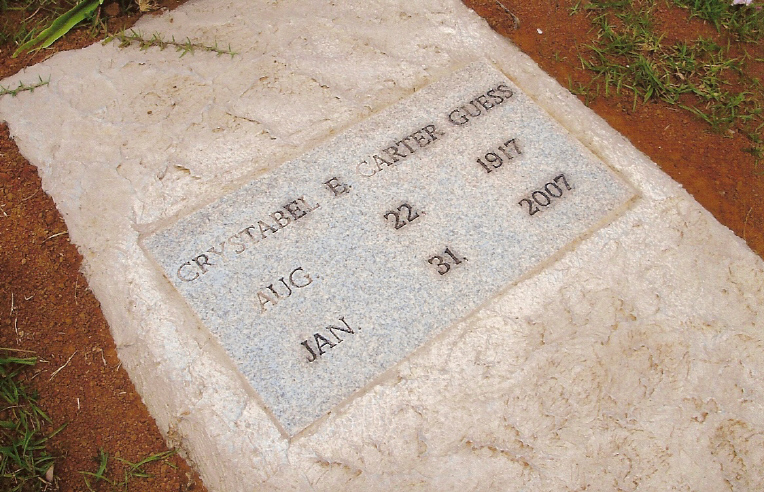 CRYSTABEL E. CARTER GUESS
AUG. 22. 1917
JAN. 31. 2007